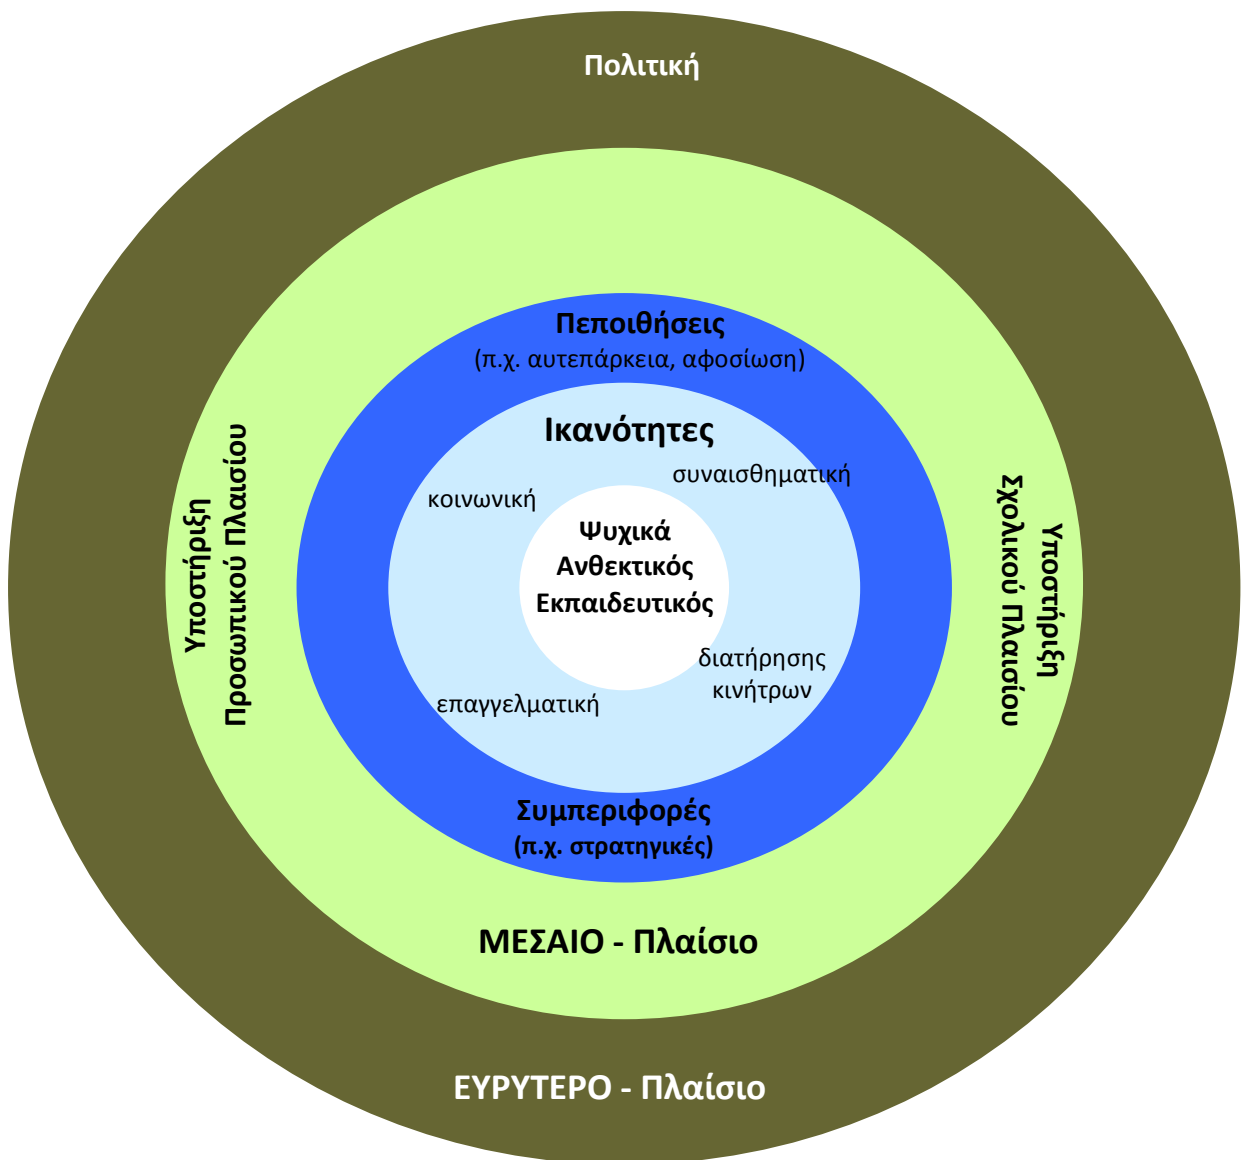 Πολιτική
Πεποιθήσεις
(π.χ. αυτεπάρκεια, αφοσίωση)
Ικανότητες
συναισθηματική
κοινωνική
Ψυχικά
Ανθεκτικός
Εκπαιδευτικός
Υποστήριξη
Προσωπικού Πλαισίου
Υποστήριξη
Σχολικού Πλαισίου
διατήρησης
κινήτρων
επαγγελματική
Συμπεριφορές
(π.χ. στρατηγικές)
ΜΕΣΑΙΟ - Πλαίσιο
ΕΥΡΥΤΕΡΟ - Πλαίσιο